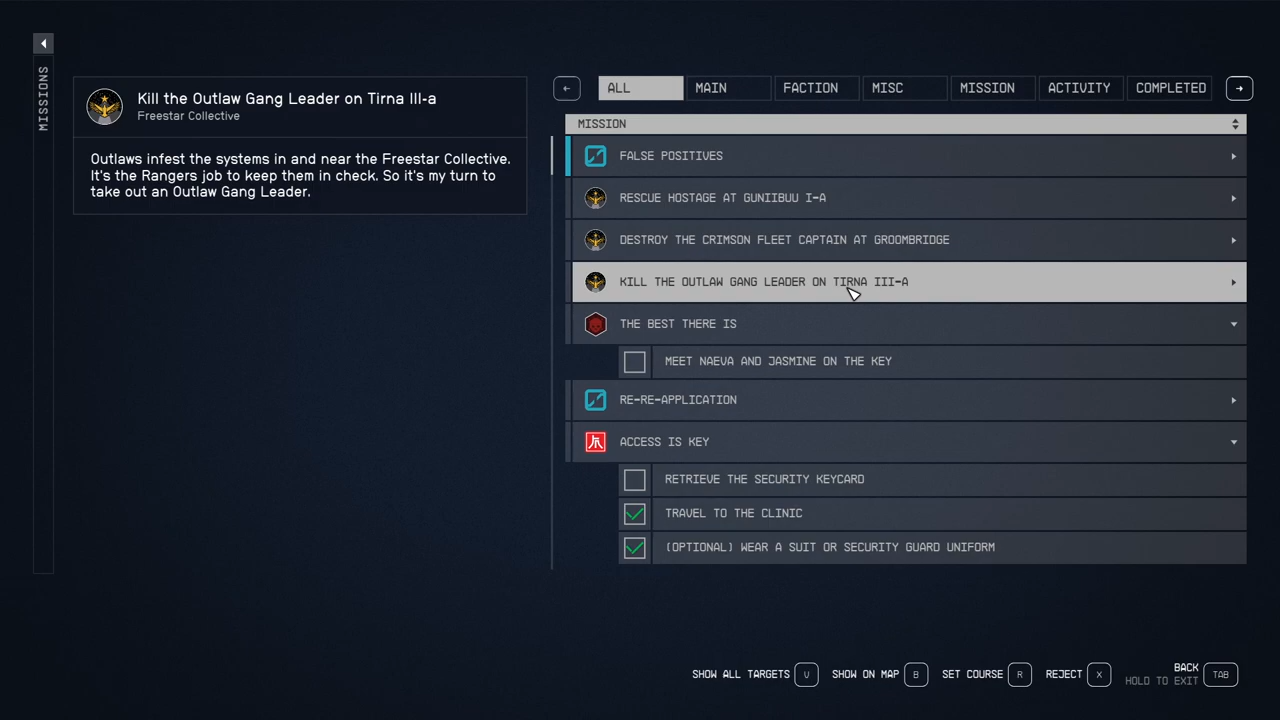 MISSIONS
Kill the Outlaw Gang Leader on Tirna III-a
Freestar Collective
Outlaws infest the systems in and near the Freestar Collective.
It's the Rangers job to keep them in check. So it's my turn to
take out an Outlaw Gang Leader.
ALL
MAIN
FACTION
MISC
MISSION
ACTIVITY
COMPLETED
MISSION
FALSE POSITIVES
RESCUE HOSTAGE AT GUNIIBUU I-A
DESTROY THE CRIMSON FLEET CAPTAIN AT GROOMBRIDGE
KILL THE OUTLAW GANG LEADER ON TIRNA III-A
THE BEST THERE IS
MEET NAEVA AND JASMINE ON THE KEY
RE-RE-APPLICATION
ACCESS IS KEY
RETRIEVE THE SECURITY KEYCARD
TRAVEL TO THE CLINIC
(OPTIONAL) WEAR A SUIT OR SECURITY GUARD UNIFORM
SHOW ALL TARGETS U
SHOW ON MAP B
SET COURSE R
REJECT X
BACK
HOLD TO EXIT
TAB